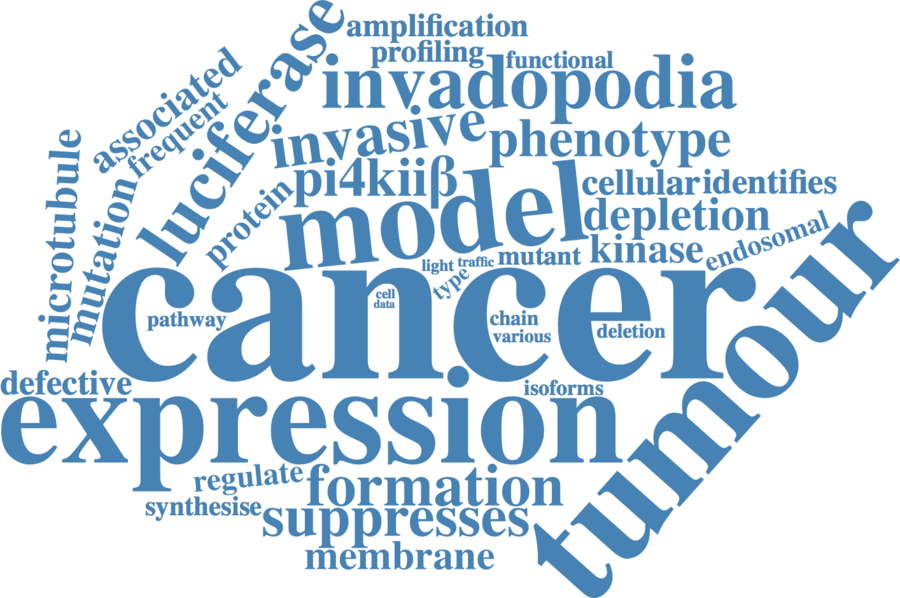 amplification
profiling
functional
luciferase
associated
frequent
invadopodia
invasive
phenotype
microtubule
mutation
protein
pi4kiiβ
cellular
identifies
model
depletion
kinase
endosomal
mutant
light
traffic
type
cancer
cell
data
pathway
chain
various
deletion
tumour
defective
isoforms
expression
regulate
formation
synthesise
suppresses
membrane